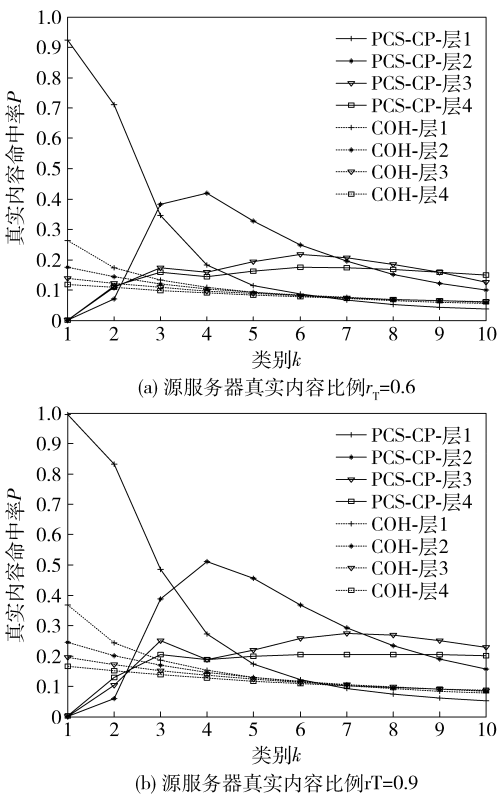 1.0
0.9
0.8
0.7
0.6
0.5
0.4
0.3
0.2
0.1
0
真实内容命中率P
PCS-CP-层1
PCS-CP-层2
PCS-CP-层3
PCS-CP-层4
COH-层1
COH-层2
COH-层3
COH-层4
1 2 3 4 5 6 7 8 9 10
类别k
(a) 源服务器真实内容比例rT=0.6
1.0
0.9
0.8
0.7
0.6
0.5
0.4
0.3
0.2
0.1
0
真实内容命中率P
PCS-CP-层1
PCS-CP-层2
PCS-CP-层3
PCS-CP-层4
COH-层1
COH-层2
COH-层3
COH-层4
1 2 3 4 5 6 7 8 9 10
类别k
(b) 源服务器真实内容比例rT=0.9